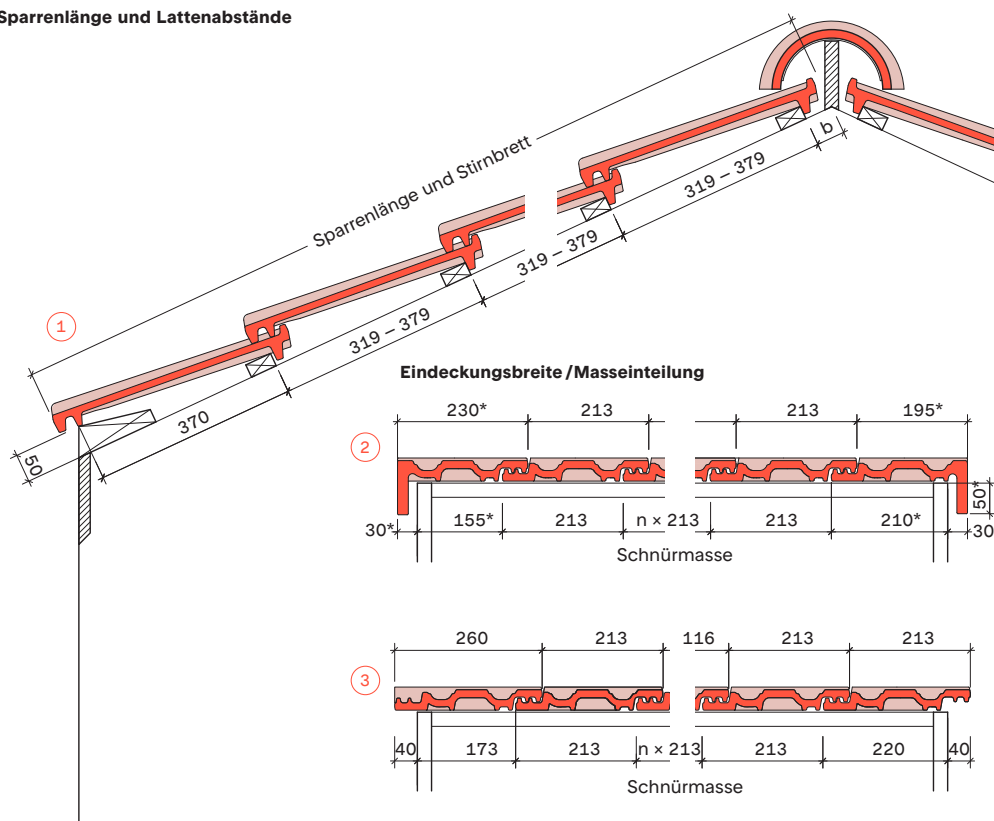 Sparrenlänge und Lattenabstände
Sparrenlänge und Stirnbrett
b
319 – 379
319 – 379
319 – 379
370
50
1
Eindeckungsbreite/Masseinteilung
2
230* 213 213 195*
30* 155* 213 n × 213 213 210* 30
50*
Schnürmasse
3
260 213 116 213 213
40 173 213 n × 213 213 220 40
Schnürmasse